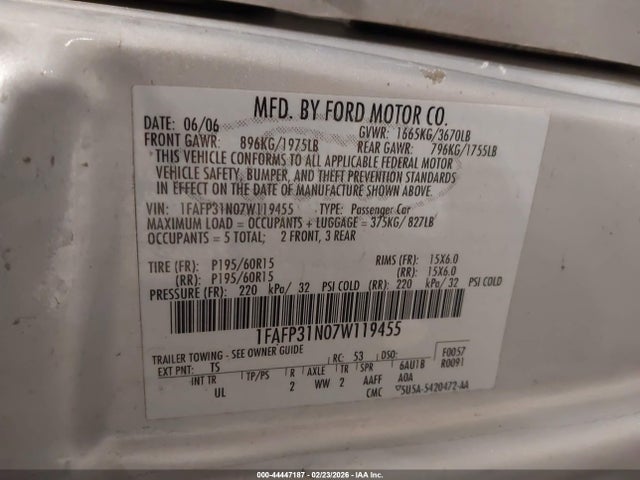 MFD. BY FORD MOTOR CO.
DATE: 06/06 GVWR: 1665KG/3670LB
FRONT GAWR: 896KG/1975LB REAR GAWR: 796KG/1755LB
THIS VEHICLE CONFORMS TO ALL APPLICABLE FEDERAL MOTOR
VEHICLE SAFETY, BUMPER, AND THEFT PREVENTION STANDARDS
IN EFFECT ON THE DATE OF MANUFACTURE SHOWN ABOVE.
VIN: 1FAFP31N07W119455 TYPE: Passenger Car
MAXIMUM LOAD = OCCUPANTS + LUGGAGE = 375KG/ 827LB
OCCUPANTS = 5 TOTAL; 2 FRONT, 3 REAR
TIRE (FR): P195/60R15 RIMS (FR): 15X6.0
(RR): P195/60R15 (RR): 15X6.0
PRESSURE (FR): 220 kPa/ 32 PSI COLD (RR): 220 kPa/ 32 PSI COLD
1FAFP31N07W119455
TRAILER TOWING - SEE OWNER GUIDE RC: 53 DSO: F0057
EXT PNT: TS 6AU1B R0091
INT TR TP/PS R AXLE TR SPR A0A
UL 2 WW 2 AAFF
CMC 5U5A-5420472-AA
000-44447187 - 02/23/2026 - IAA Inc.